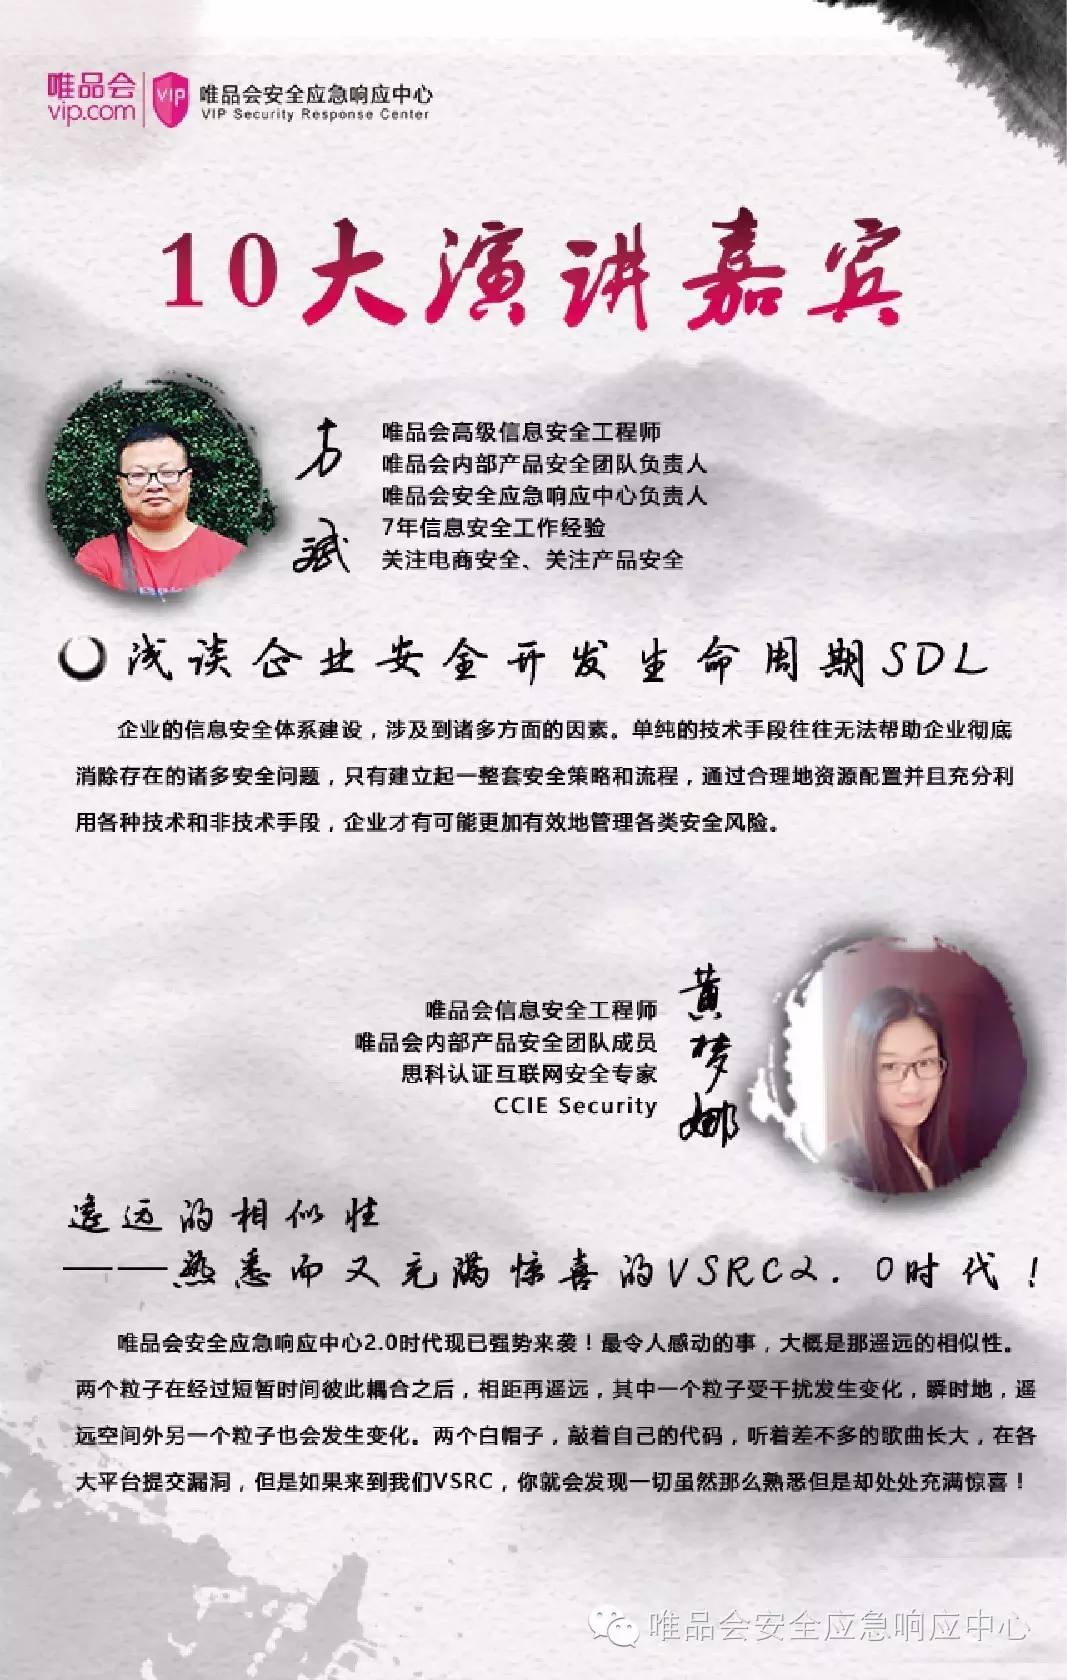 唯品会
vip.com
VIP
唯品会安全应急响应中心
VIP Security Response Center
10大演讲嘉宾
方斌
唯品会高级信息安全工程师
唯品会内部产品安全团队负责人
唯品会安全应急响应中心负责人
7年信息安全工作经验
关注电商安全、关注产品安全
浅谈企业安全开发生命周期SDL
企业的信息安全体系建设，涉及到诸多方面的因素。单纯的技术手段往往无法帮助企业彻底
消除存在的诸多安全问题，只有建立起一整套安全策略和流程，通过合理地资源配置并且充分利
用各种技术和非技术手段，企业才有可能更加有效地管理各类安全风险。
黄梦娜
唯品会信息安全工程师
唯品会内部产品安全团队成员
思科认证互联网安全专家
CCIE Security
遥远的相似性
——熟悉而又充满惊喜的VSRC2.0时代！
唯品会安全应急响应中心2.0时代现已强势来袭！最令人感动的事，大概是那遥远的相似性。
两个粒子在经过短暂时间彼此耦合之后，相距再遥远，其中一个粒子受干扰发生变化，瞬时地，遥
远空间外另一个粒子也会发生变化。两个白帽子，敲着自己的代码，听着差不多的歌曲长大，在各
大平台提交漏洞，但是如果来到我们VSRC，你就会发现一切虽然那么熟悉但是却处处充满惊喜！
唯品会安全应急响应中心